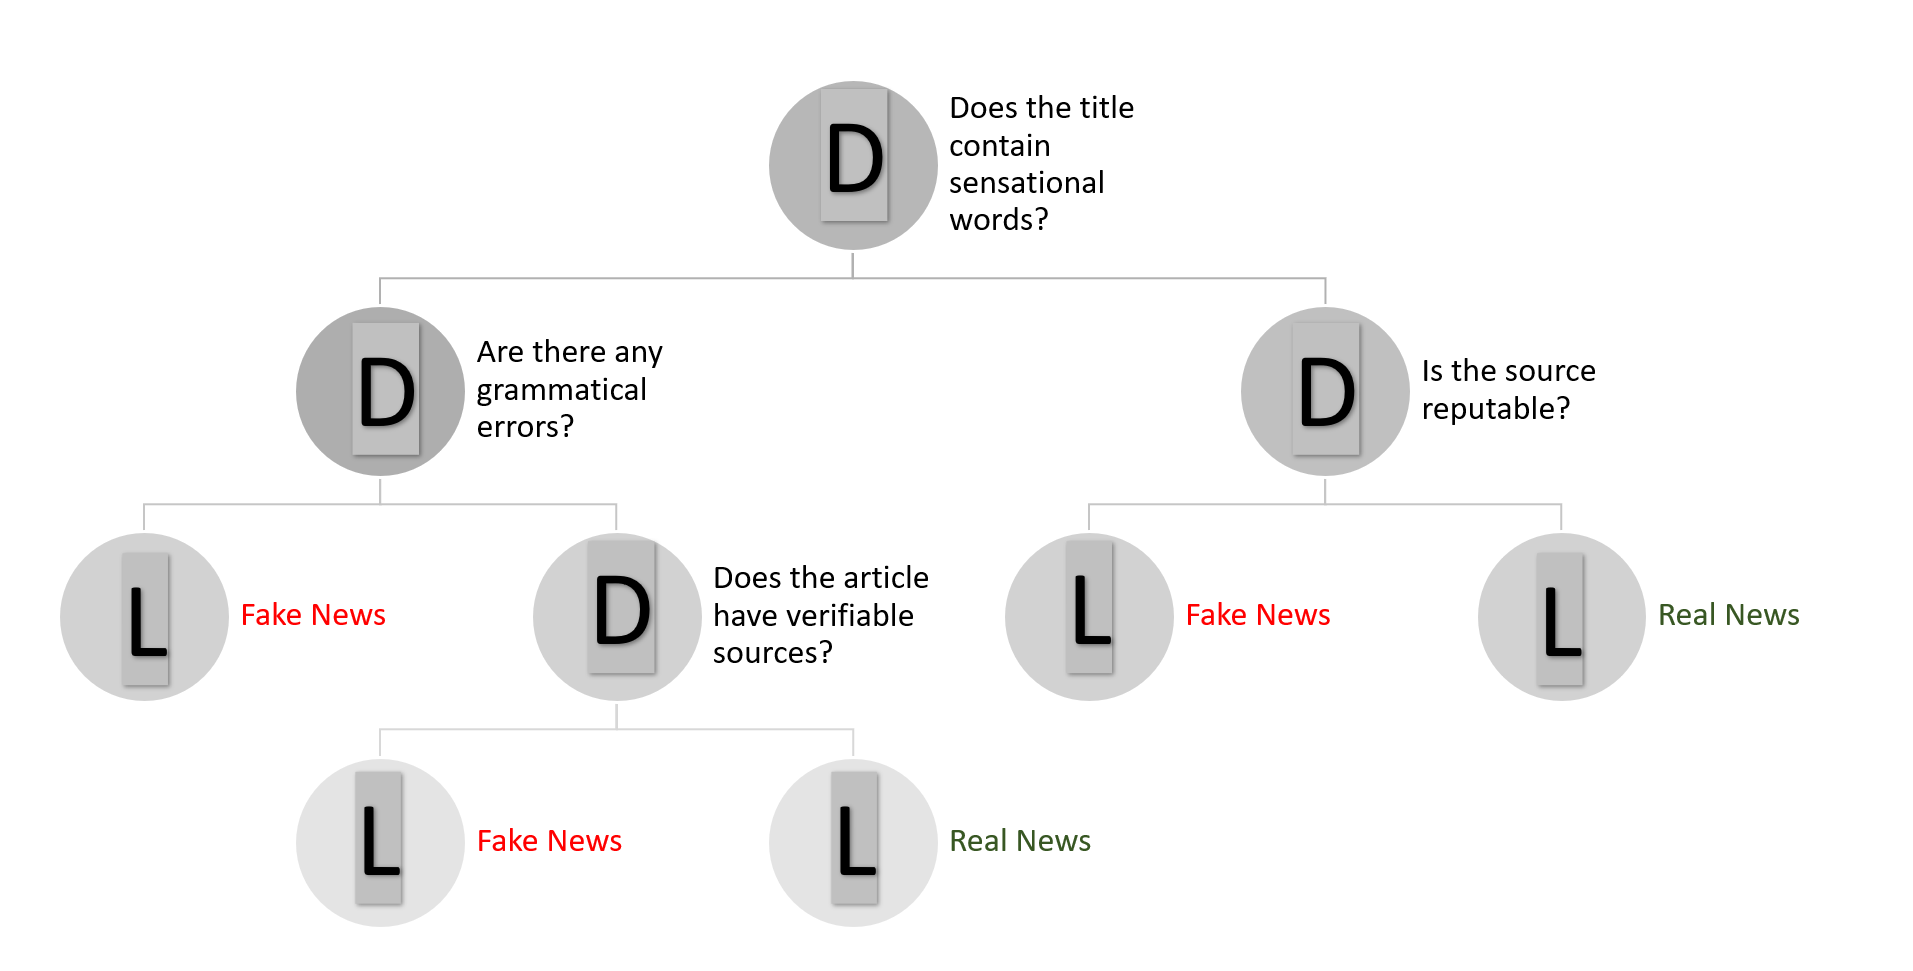 D
Does the title
contain
sensational
words?
D
Are there any
grammatical
errors?
D
Is the source
reputable?
L
Fake News
D
Does the article
have verifiable
sources?
L
Fake News
L
Real News
L
Fake News
L
Real News